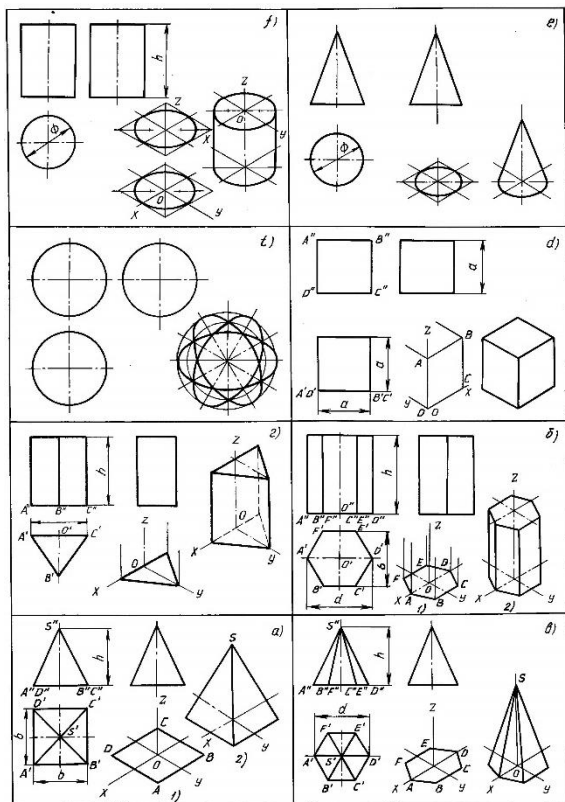 f)
h
Z
O
X
y
Ф
Z
O
X
y
e)
Ф
t)
д)
A" B"
a
D" C"
Z
B
A
a
A'D' B'C'
C
X
y
D O
a
г)
h
Z
A" B" C"
O' C'
A'
Z
O
B'
O
X y
X y
б)
h
Z
O"
A" B"F" C"E" D"
F' E'
A' D'
O'
в
Z
E D
F
O C
B' C'
X A B y
d
1)
X y
2)
а)
S"
h
S
A"D" B"C"
D' C'
Z
C
S'
b
D B
O
X y
A' B'
b
X A y
1)
2)
в)
S"
h
S
A" B"F" C"E" D"
d
F' E'
Z
E D
A' S' D'
F C
O
B' C'
X A B y
X O y